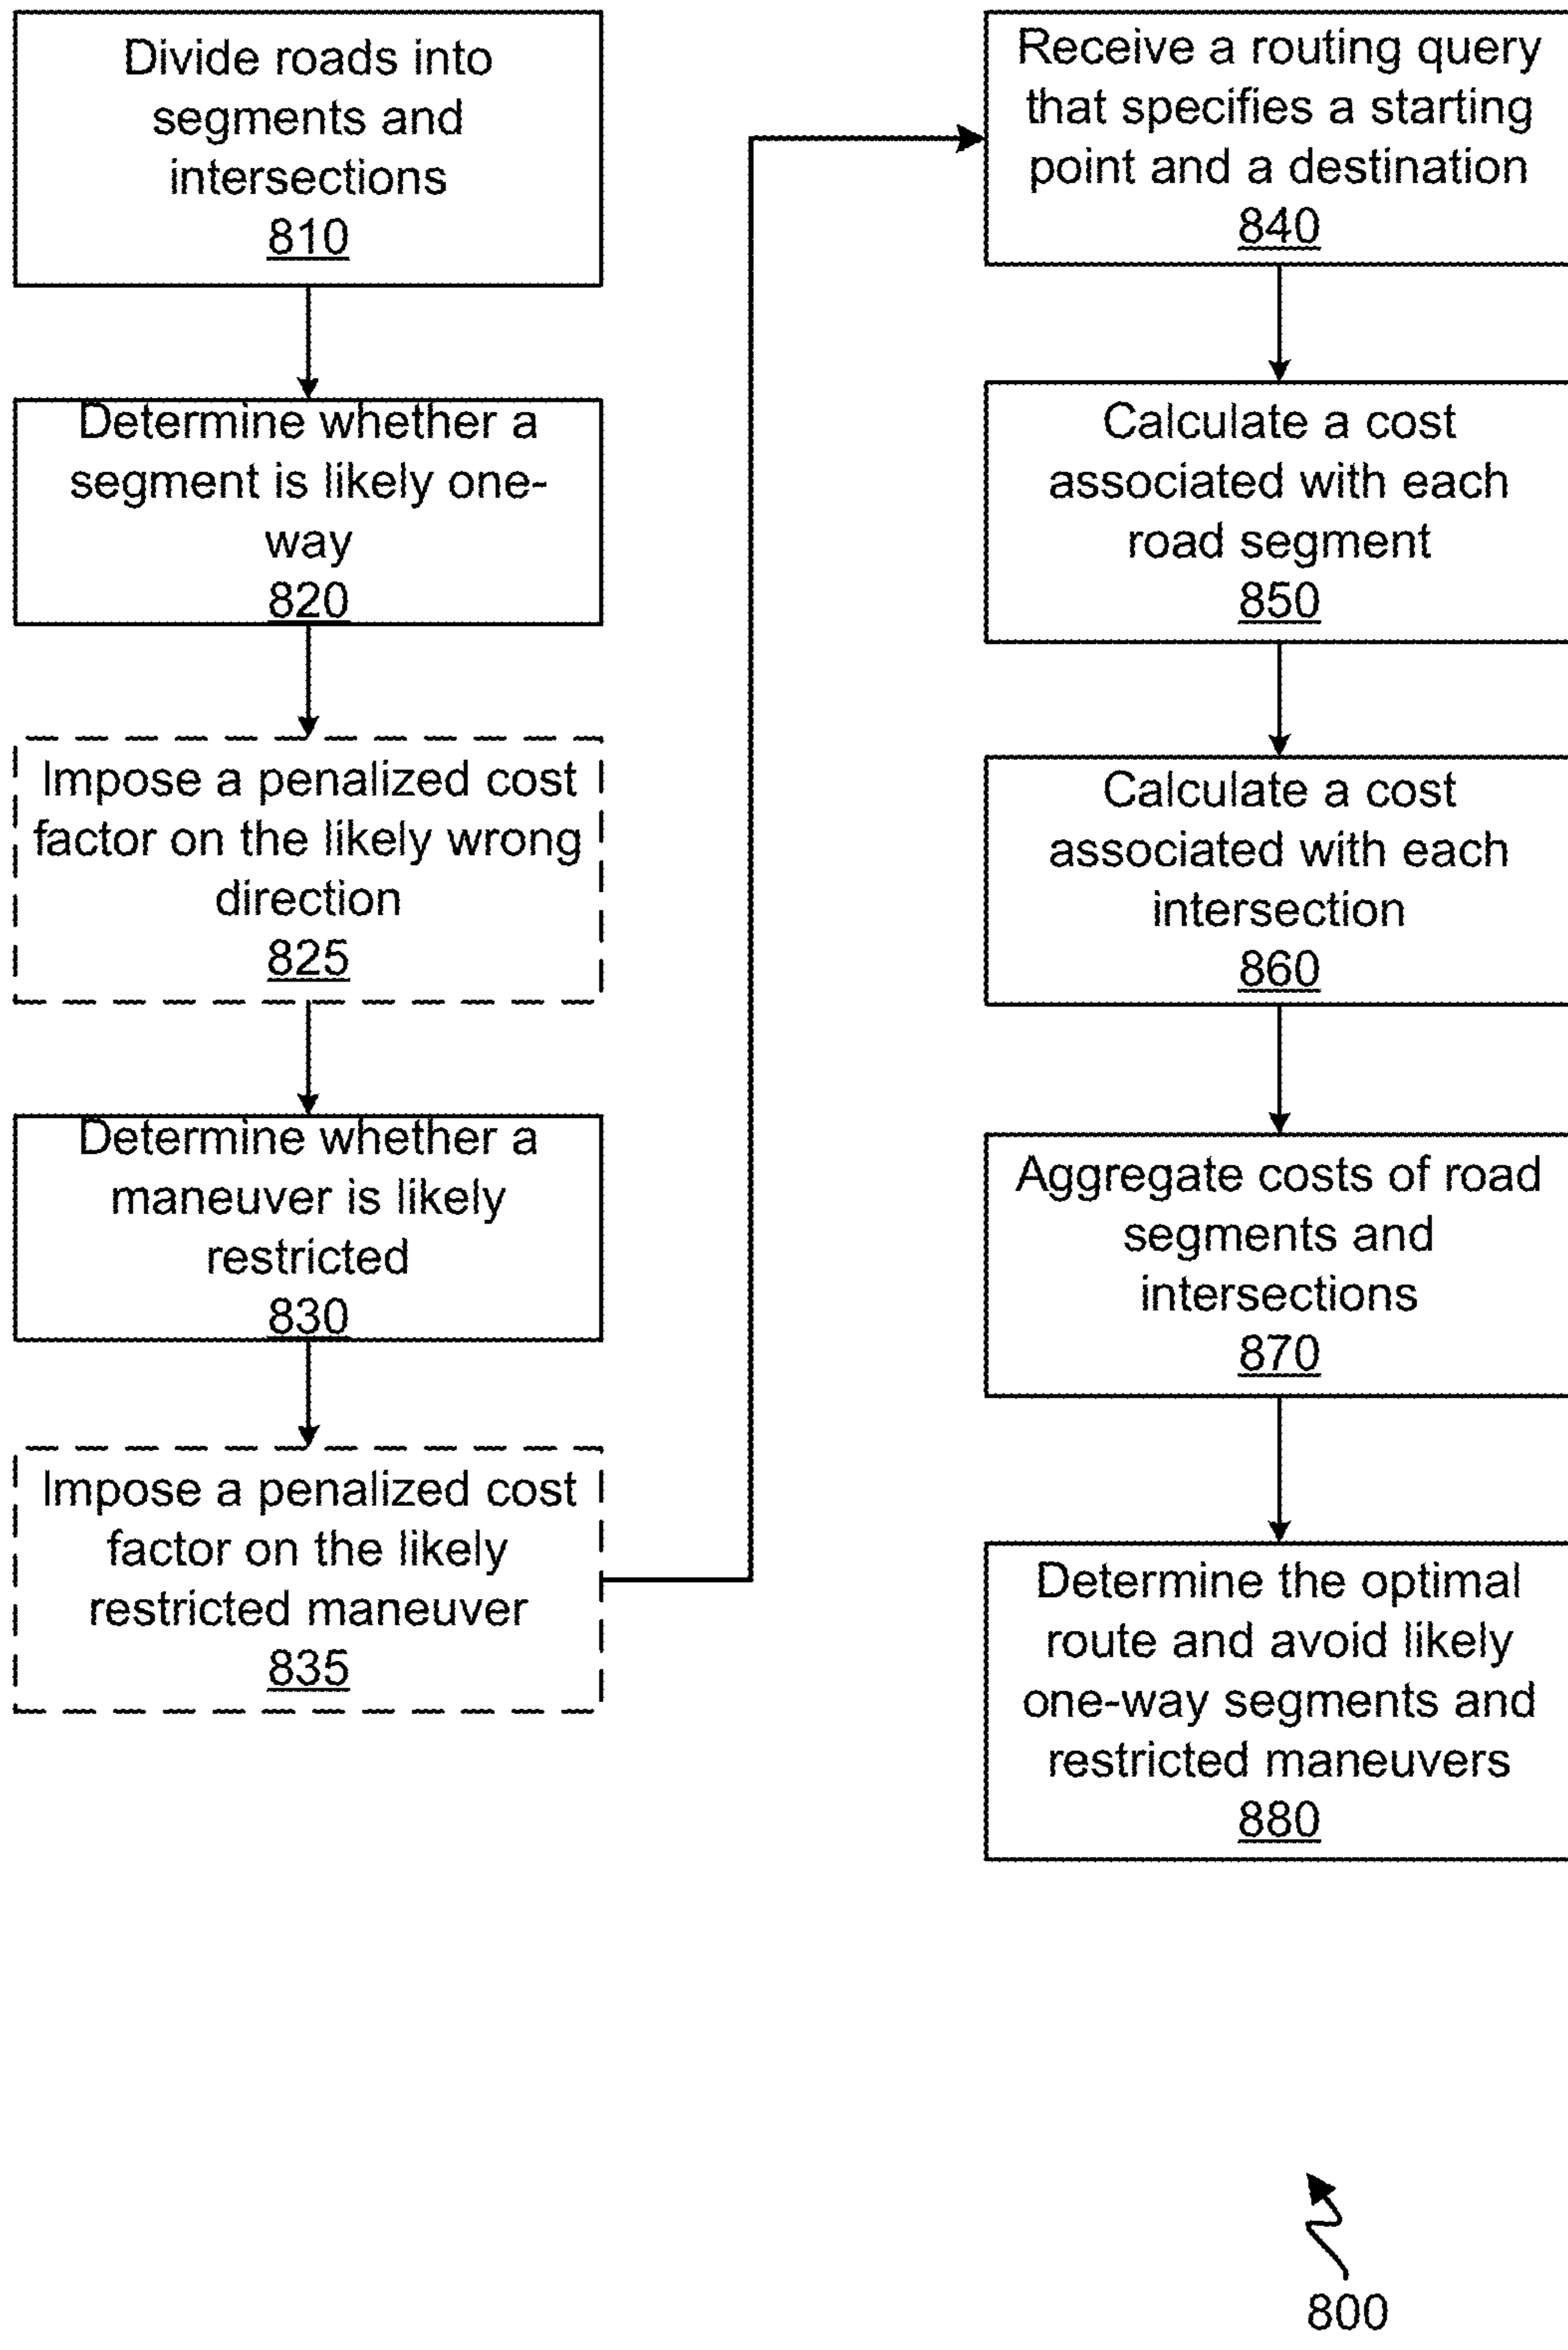 Divide roads into
segments and
intersections
810
Determine whether a
segment is likely one-
way
820
Impose a penalized cost
factor on the likely wrong
direction
825
Determine whether a
maneuver is likely
restricted
830
Impose a penalized cost
factor on the likely
restricted maneuver
835
Receive a routing query
that specifies a starting
point and a destination
840
Calculate a cost
associated with each
road segment
850
Calculate a cost
associated with each
intersection
860
Aggregate costs of road
segments and
intersections
870
Determine the optimal
route and avoid likely
one-way segments and
restricted maneuvers
880
800